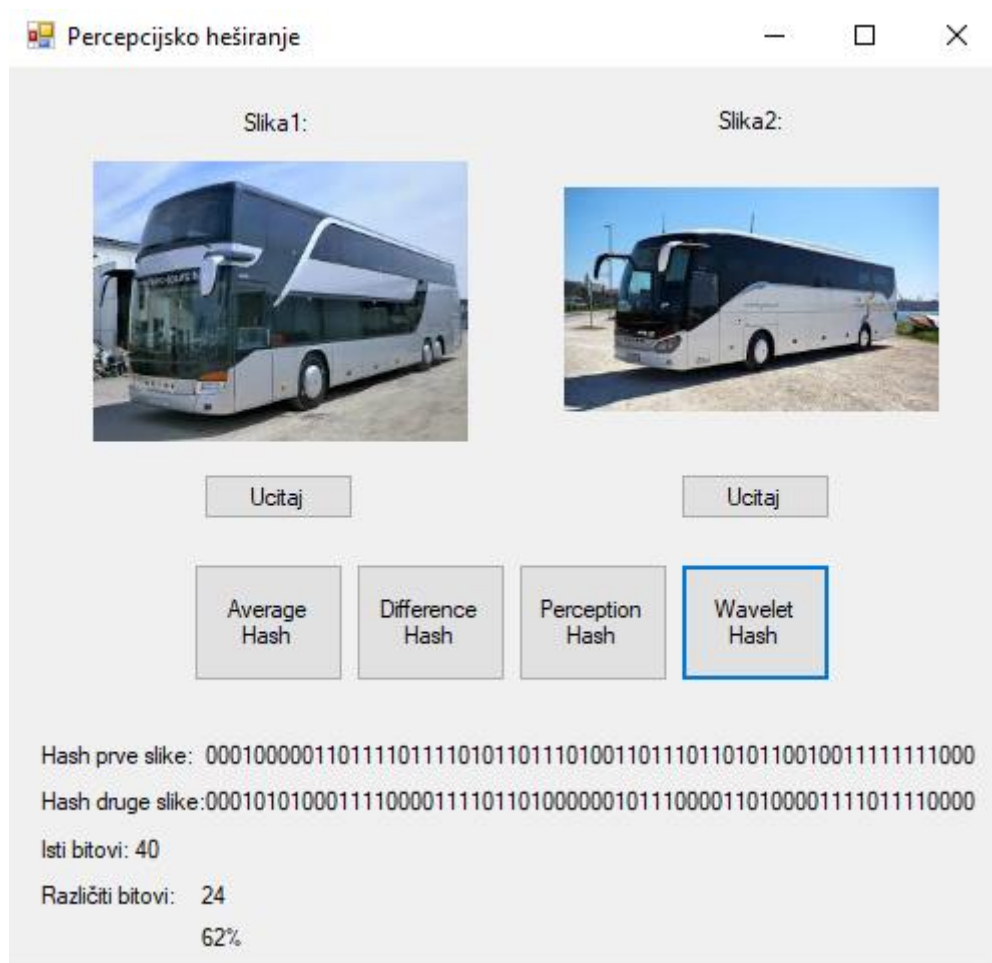 Percepcijsko heširanje
Slika1:
Slika2:
Ucitaj
Ucitaj
Average
Hash
Difference
Hash
Perception
Hash
Wavelet
Hash
Hash prve slike: 0001000001101111011110101101110100110111011010110010011111111000
Hash druge slike:0001010100011110000111101101000000101110000110100001111011110000
Isti bitovi: 40
Različiti bitovi: 24
62%